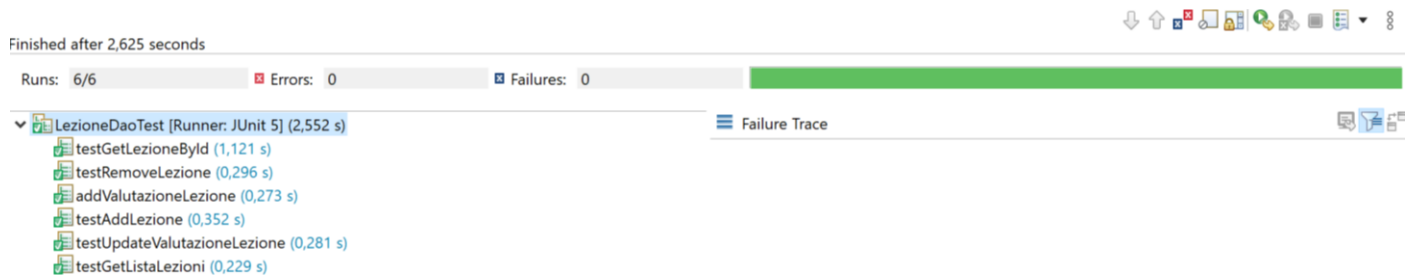 Finished after 2,625 seconds
Runs: 6/6 Errors: 0 Failures: 0
LezioneDaoTest [Runner: JUnit 5] (2,552 s)
Failure Trace
testGetLezioneById (1,121 s)
testRemoveLezione (0,296 s)
addValutazioneLezione (0,273 s)
testAddLezione (0,352 s)
testUpdateValutazioneLezione (0,281 s)
testGetListaLezioni (0,229 s)